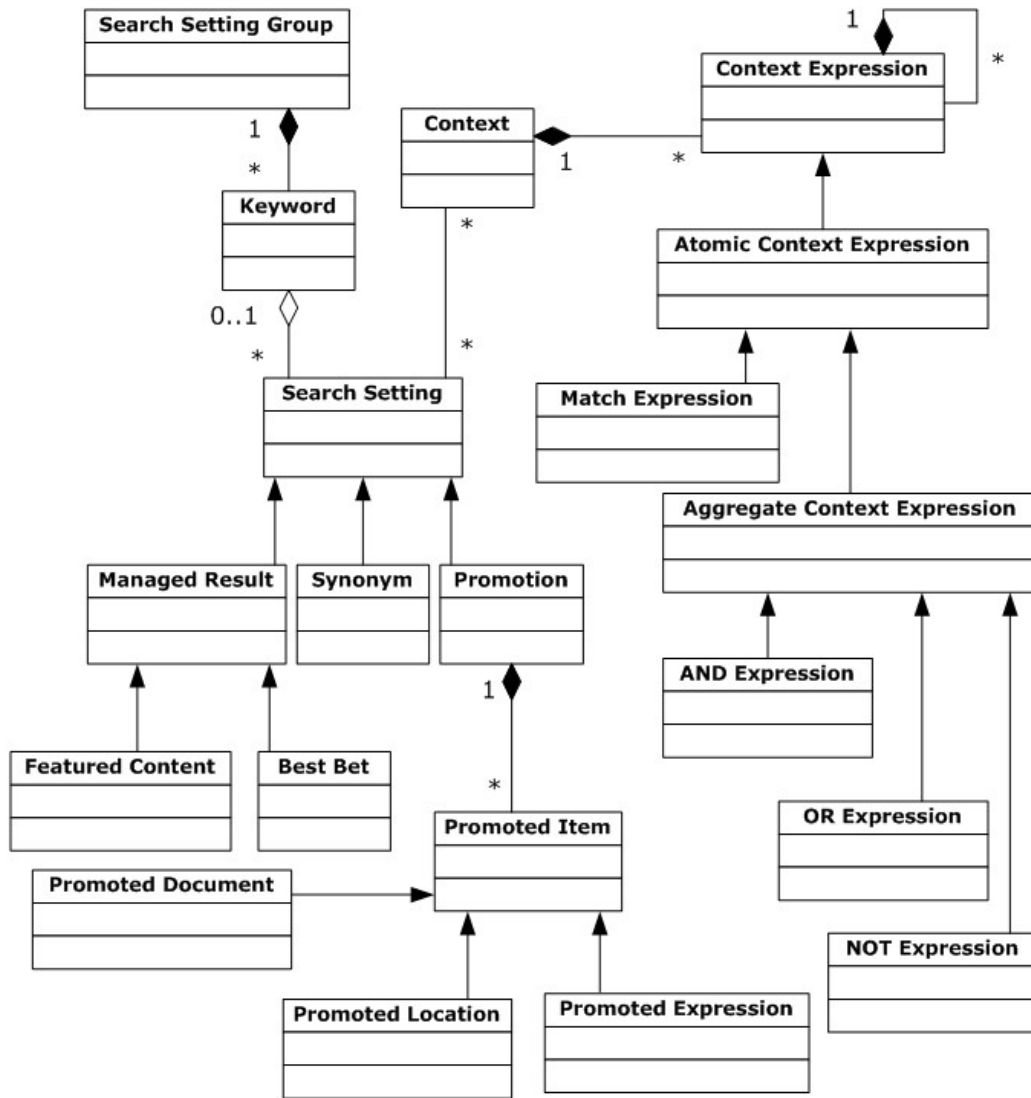 Search Setting Group
1
*
Context Expression
1
*
Context
1
*
Keyword
*
Atomic Context Expression
0..1
*
*
Search Setting
Match Expression
Aggregate Context Expression
Managed Result
Synonym
Promotion
AND Expression
1
Featured Content
Best Bet
*
Promoted Item
OR Expression
Promoted Document
NOT Expression
Promoted Location
Promoted Expression